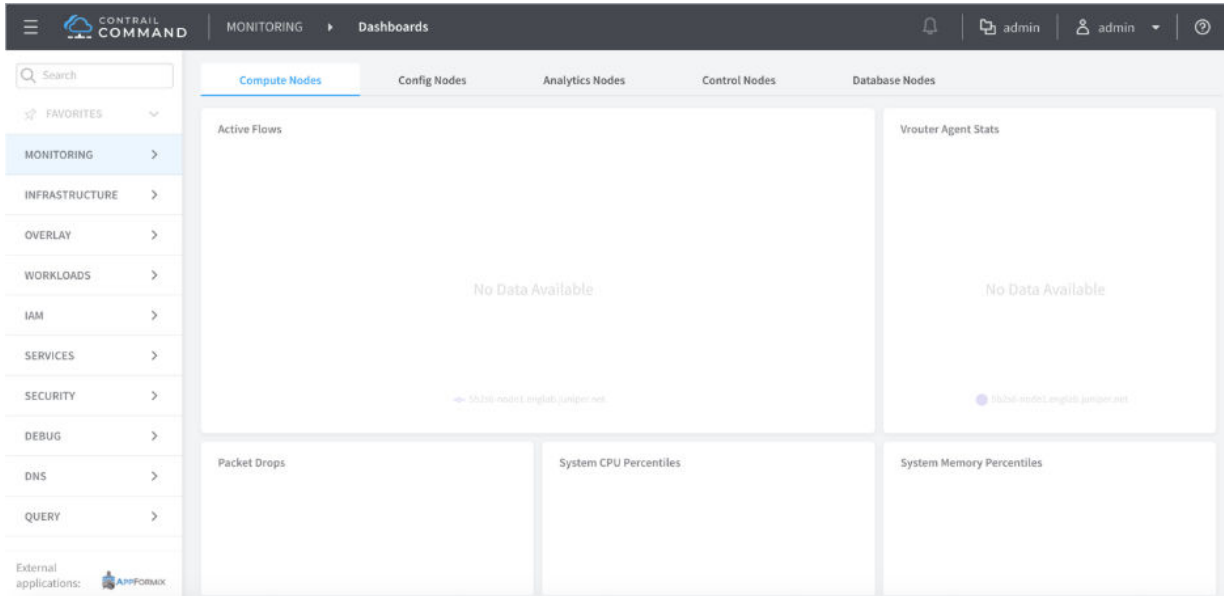 CONTRAIL
COMMAND
MONITORING
Dashboards
admin
admin
Search
FAVORITES
MONITORING
INFRASTRUCTURE
OVERLAY
WORKLOADS
IAM
SERVICES
SECURITY
DEBUG
DNS
QUERY
External
applications:
APPFORMIX
Compute Nodes
Config Nodes
Analytics Nodes
Control Nodes
Database Nodes
Active Flows
No Data Available
Vrouter Agent Stats
No Data Available
Packet Drops
System CPU Percentiles
System Memory Percentiles